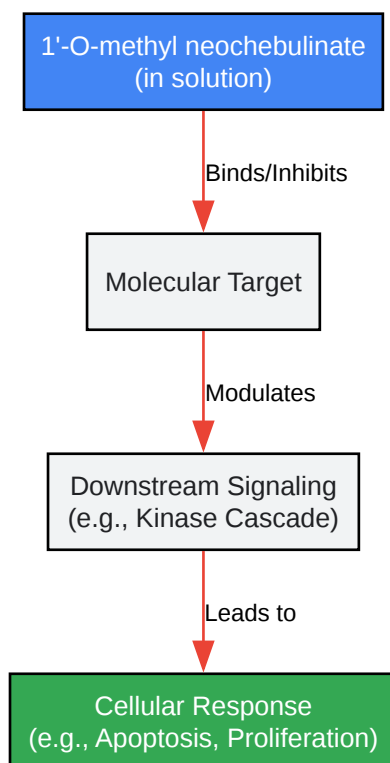 1'-O-methyl neochebulinate
(in solution)
Binds/Inhibits
Molecular Target
Modulates
Downstream Signaling
(e.g., Kinase Cascade)
Leads to
Cellular Response
(e.g., Apoptosis, Proliferation)